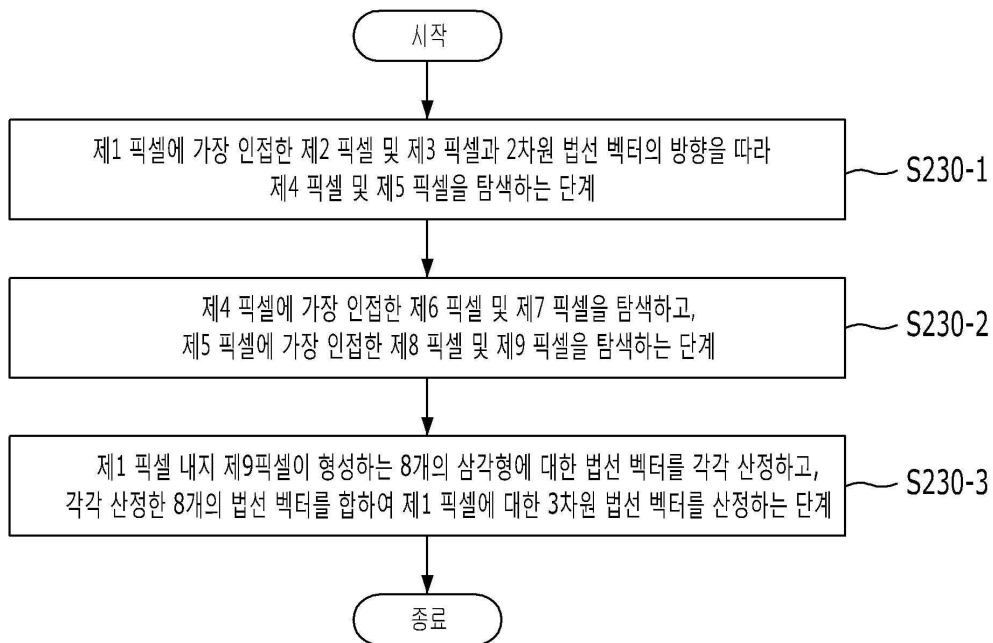 시작
제1 픽셀에 가장 인접한 제2 픽셀 및 제3 픽셀과 2차원 법선 벡터의 방향을 따라
제4 픽셀 및 제5 픽셀을 탐색하는 단계
S230-1
제4 픽셀에 가장 인접한 제6 픽셀 및 제7 픽셀을 탐색하고,
제5 픽셀에 가장 인접한 제8 픽셀 및 제9 픽셀을 탐색하는 단계
S230-2
제1 픽셀 내지 제9픽셀이 형성하는 8개의 삼각형에 대한 법선 벡터를 각각 산정하고,
각각 산정한 8개의 법선 벡터를 합하여 제1 픽셀에 대한 3차원 법선 벡터를 산정하는 단계
S230-3
종료